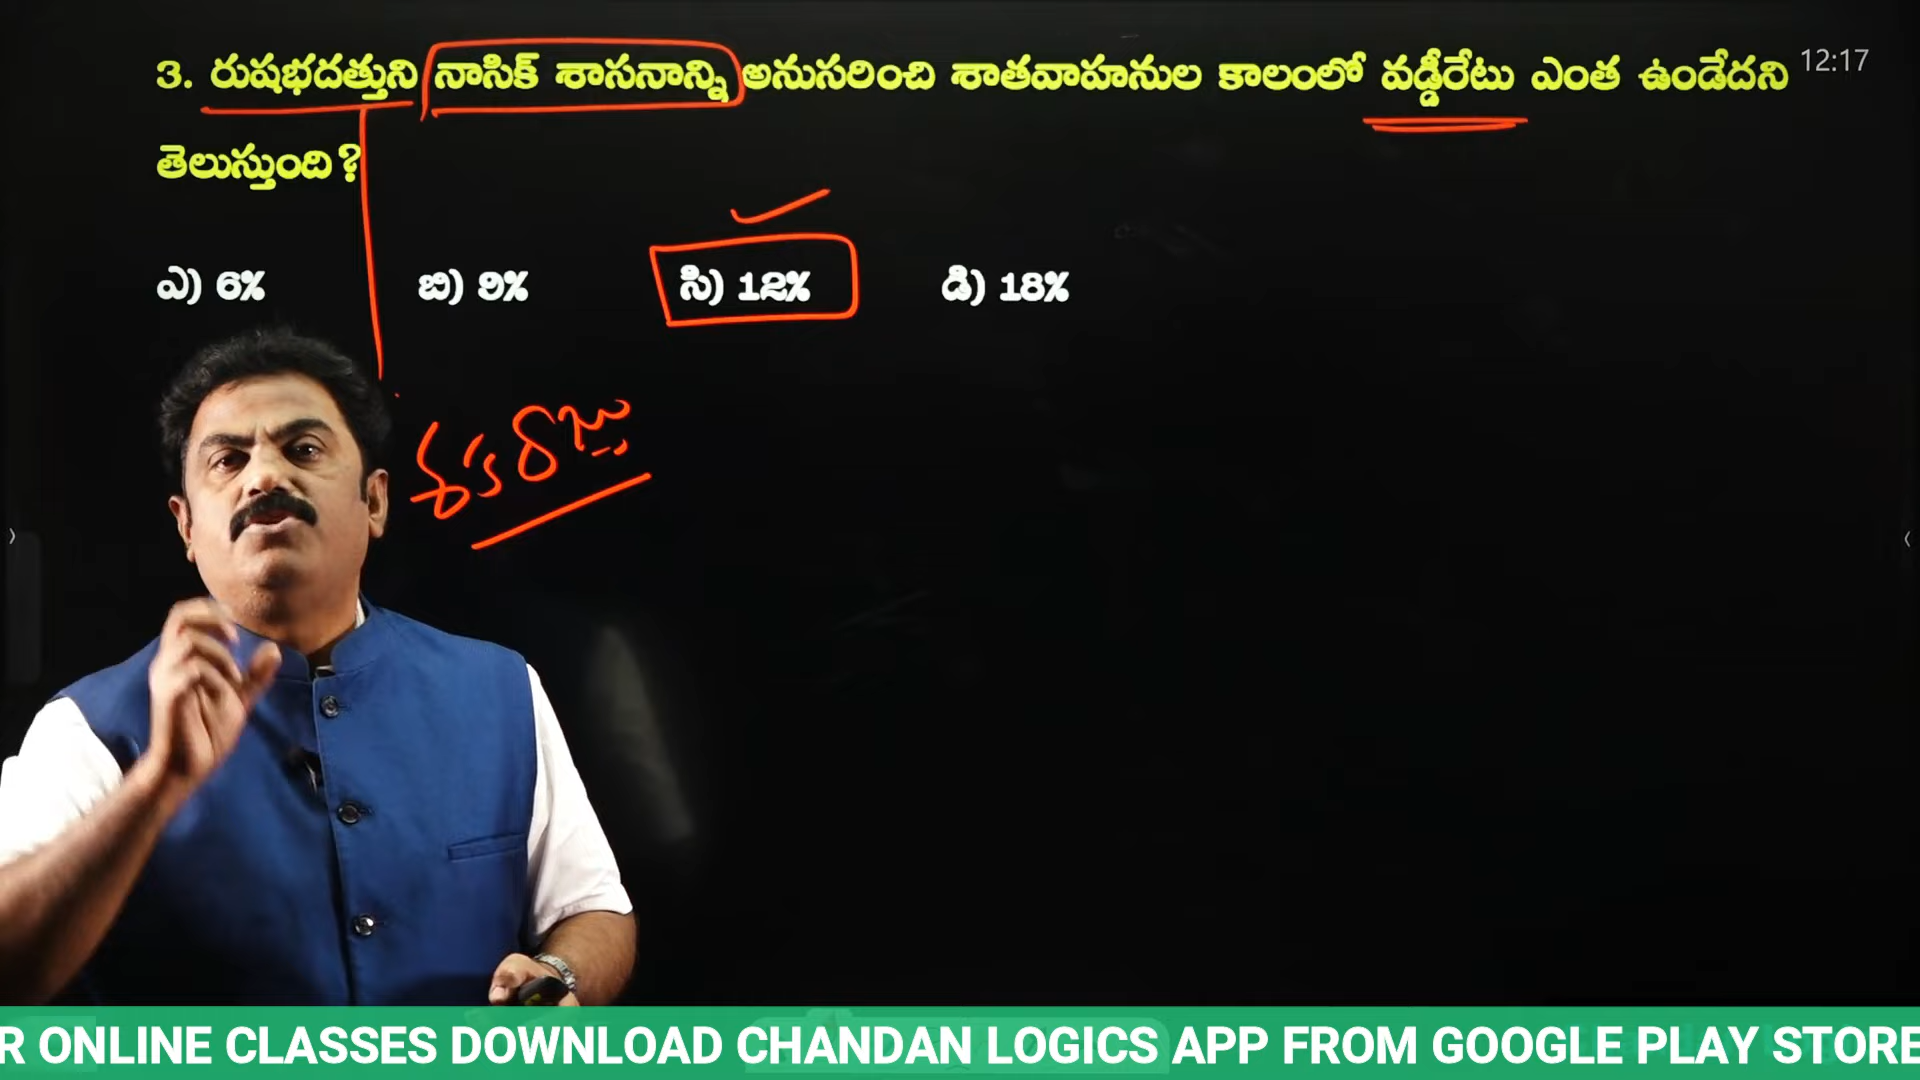 3. రుషభదత్తుని నాసిక్ శాసనాన్ని అనుసరించి శాతవాహనుల కాలంలో వడ్డీరేటు ఎంత ఉండేదని
12:17
తెలుస్తుంది?
ఎ) 6% బి) 9% సి) 12% డి) 18%
R ONLINE CLASSES DOWNLOAD CHANDAN LOGICS APP FROM GOOGLE PLAY STORE